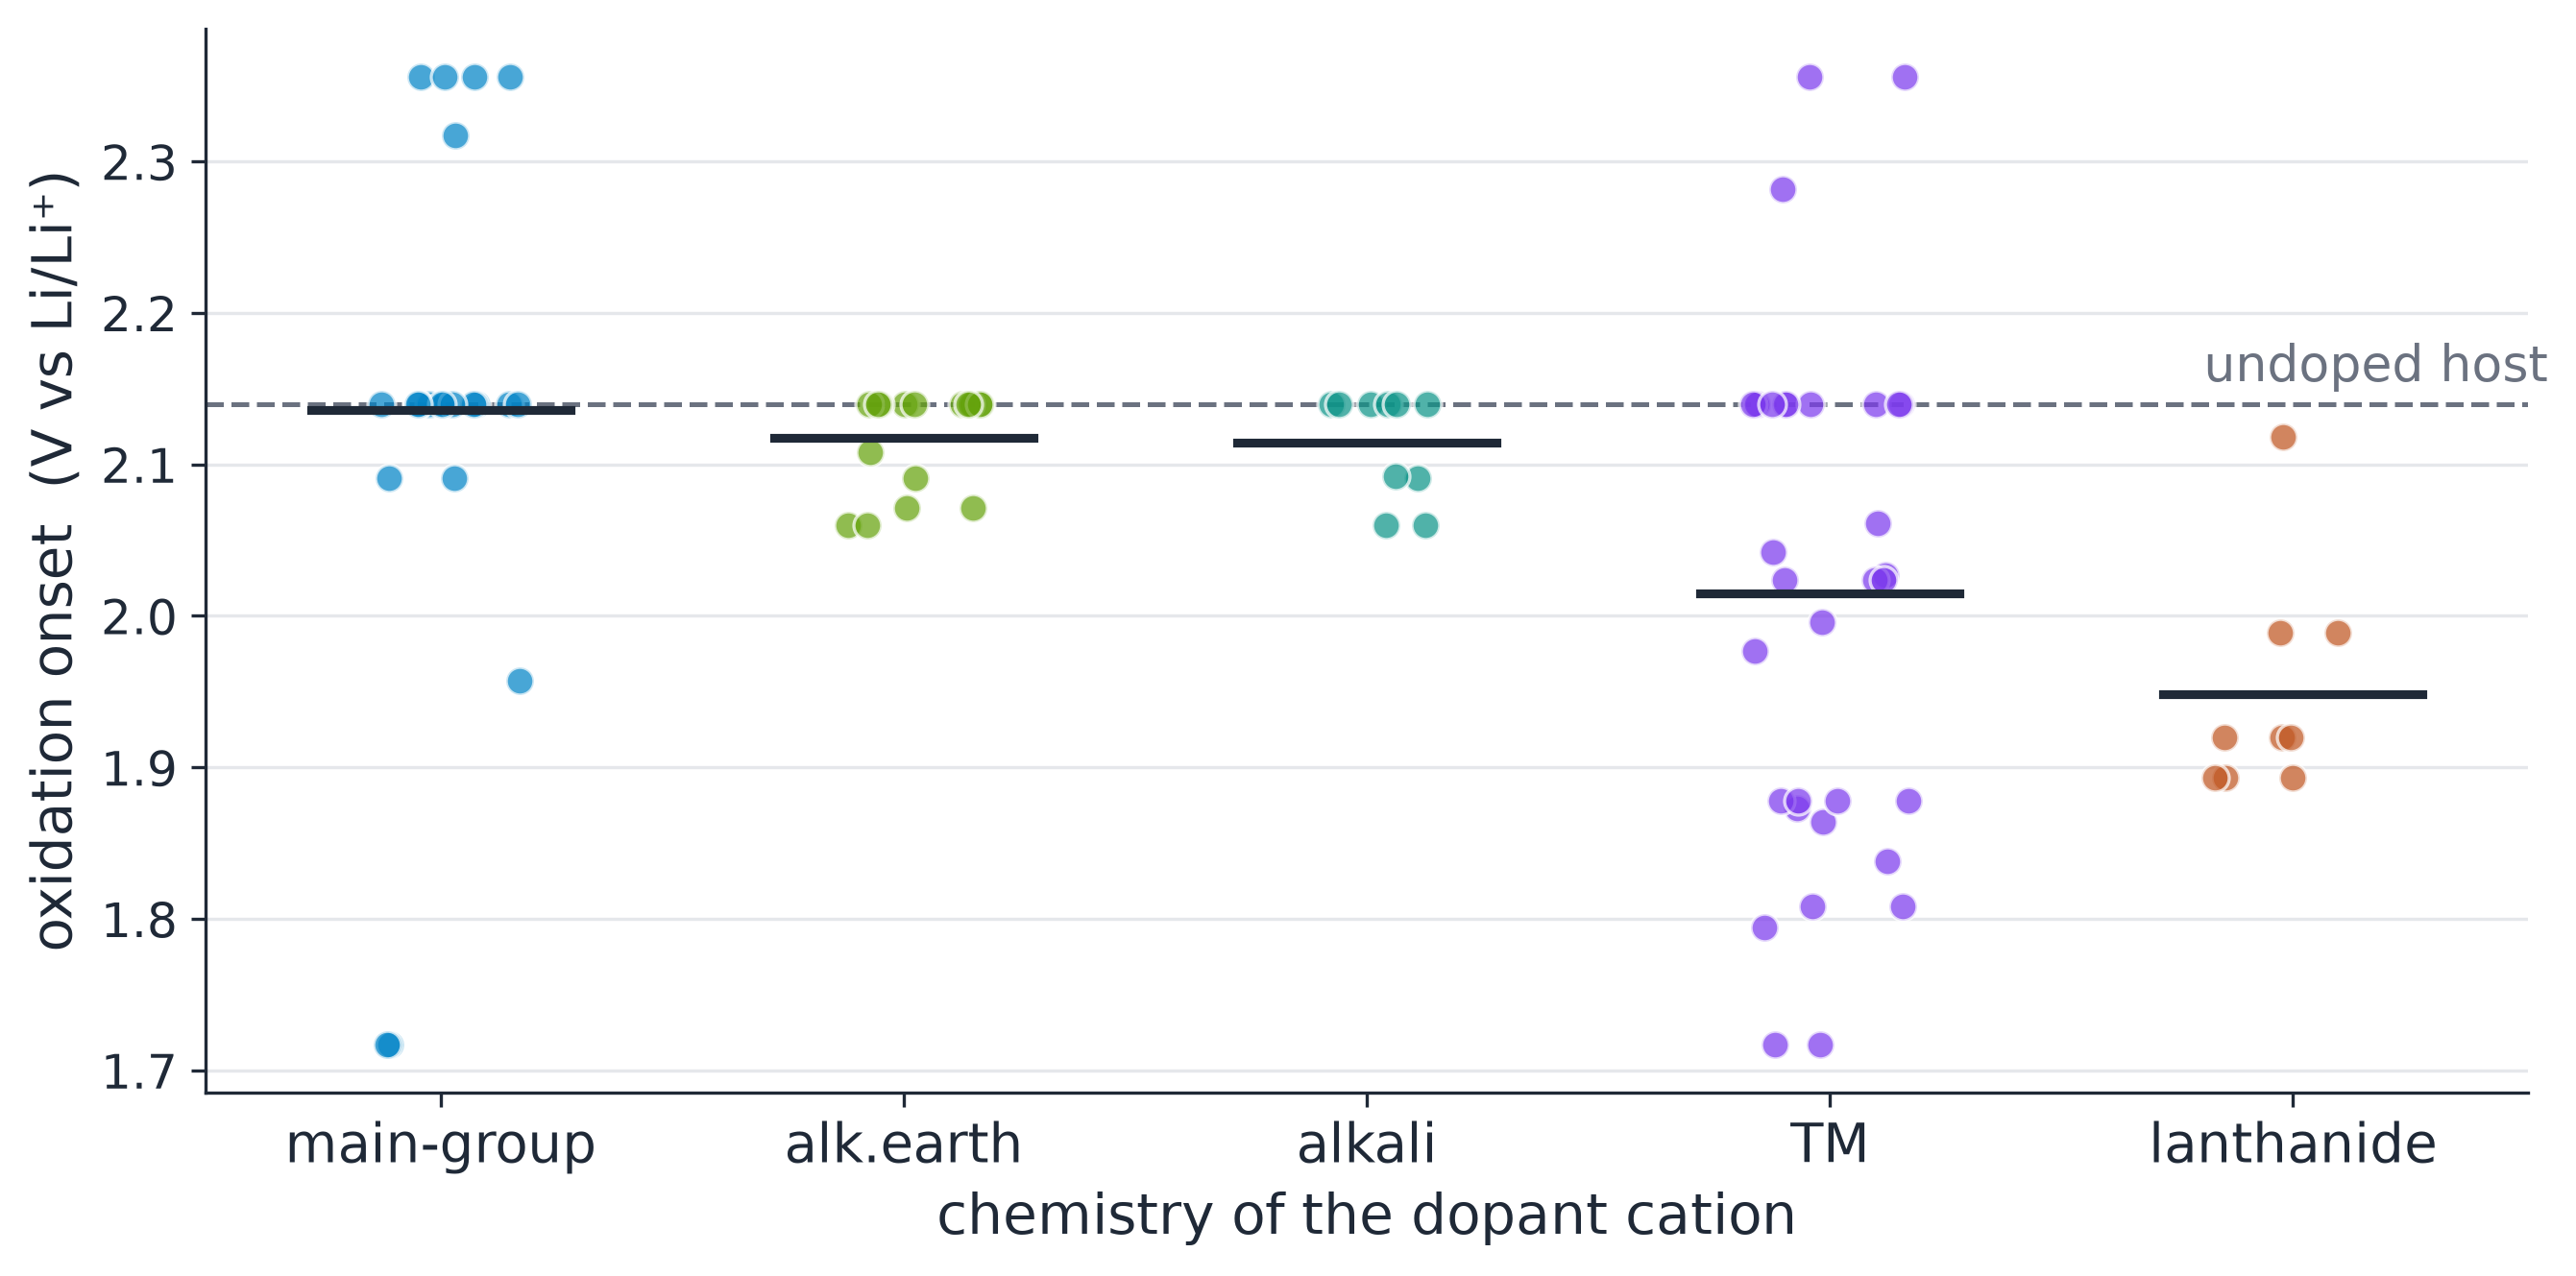 oxidation onset (V vs Li/Li⁺)
2.3
2.2
2.1
2.0
1.9
1.8
1.7
undoped host
main-group
alk.earth
alkali
TM
lanthanide
chemistry of the dopant cation